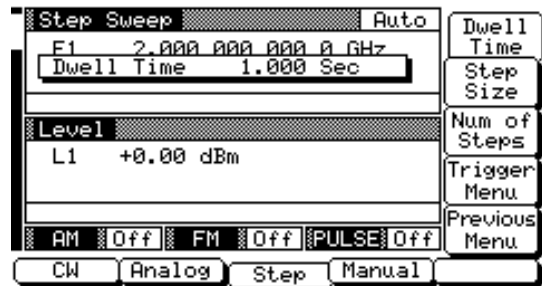 Step Sweep Auto
F1 2.000 000 000 0 GHz
Dwell Time 1.000 Sec
Level
L1 +0.00 dBm
AM Off FM Off PULSE Off
CW Analog Step Manual
Dwell
Time
Step
Size
Num of
Steps
Trigger
Menu
Previous
Menu